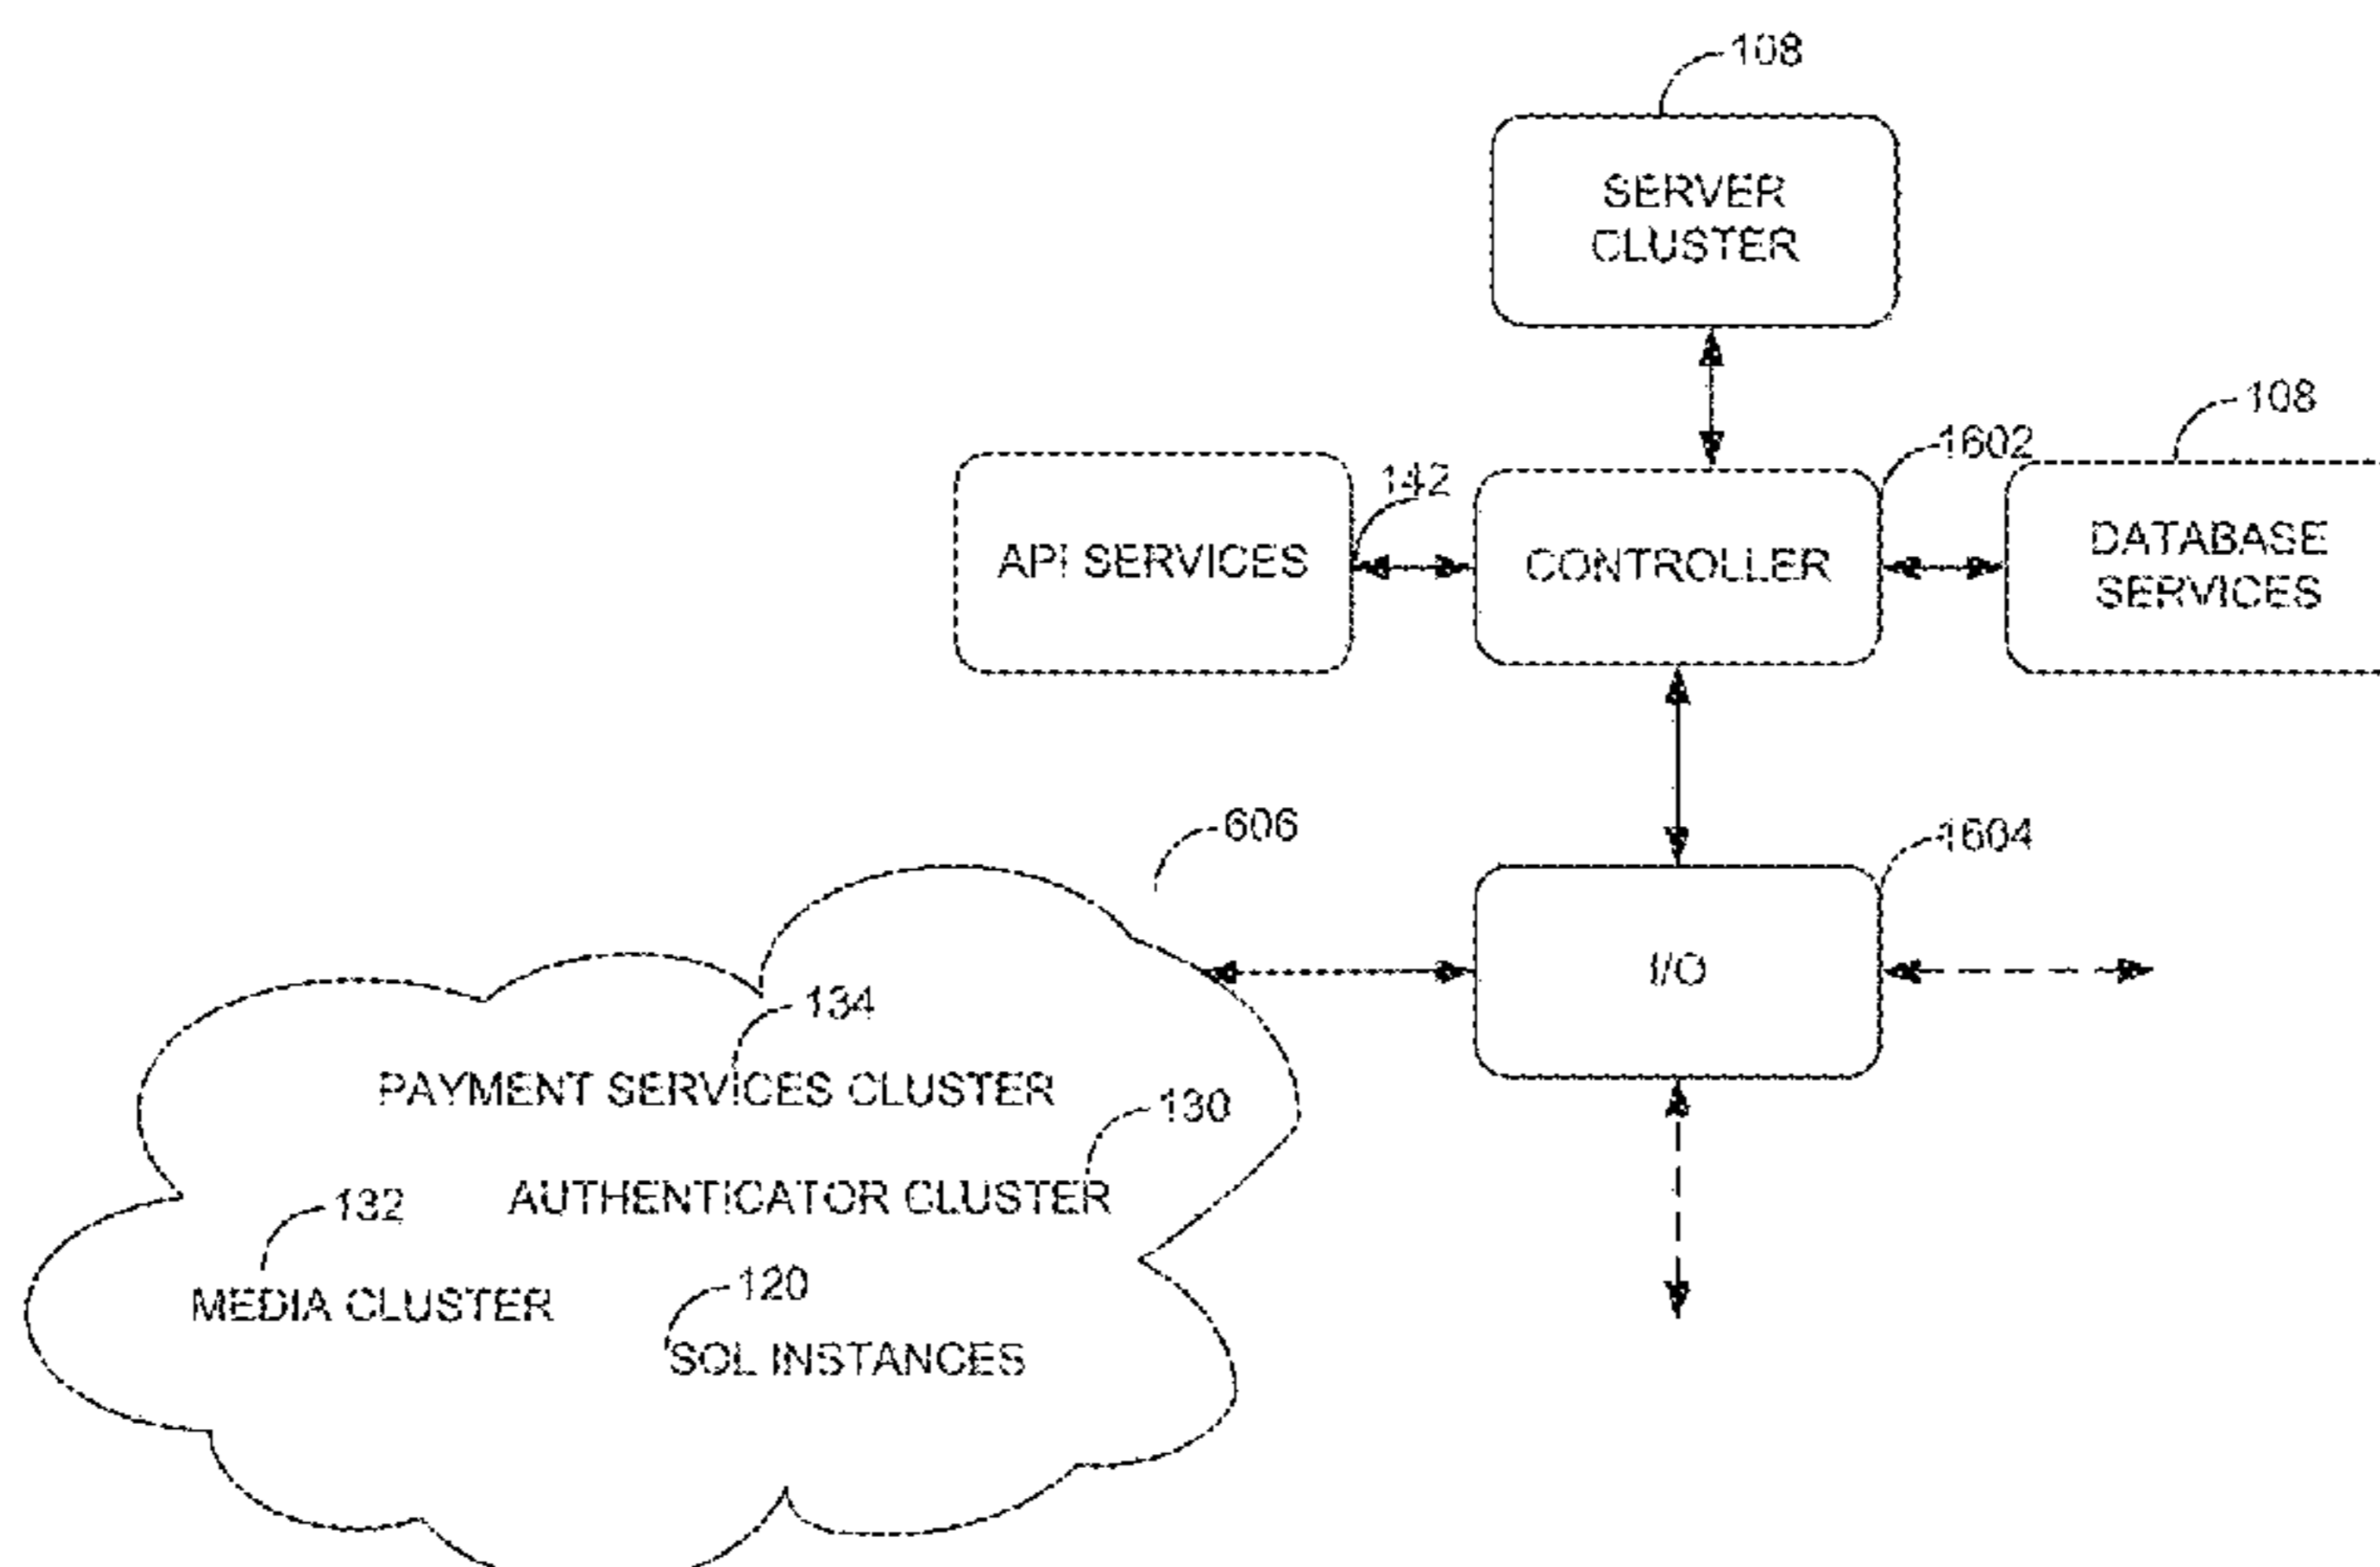 108
SERVER
CLUSTER
108
1602
142
API SERVICES
CONTROLLER
DATABASE
SERVICES
606
1604
I/O
134
PAYMENT SERVICES CLUSTER
130
AUTHENTICATOR CLUSTER
132
MEDIA CLUSTER
120
SQL INSTANCES